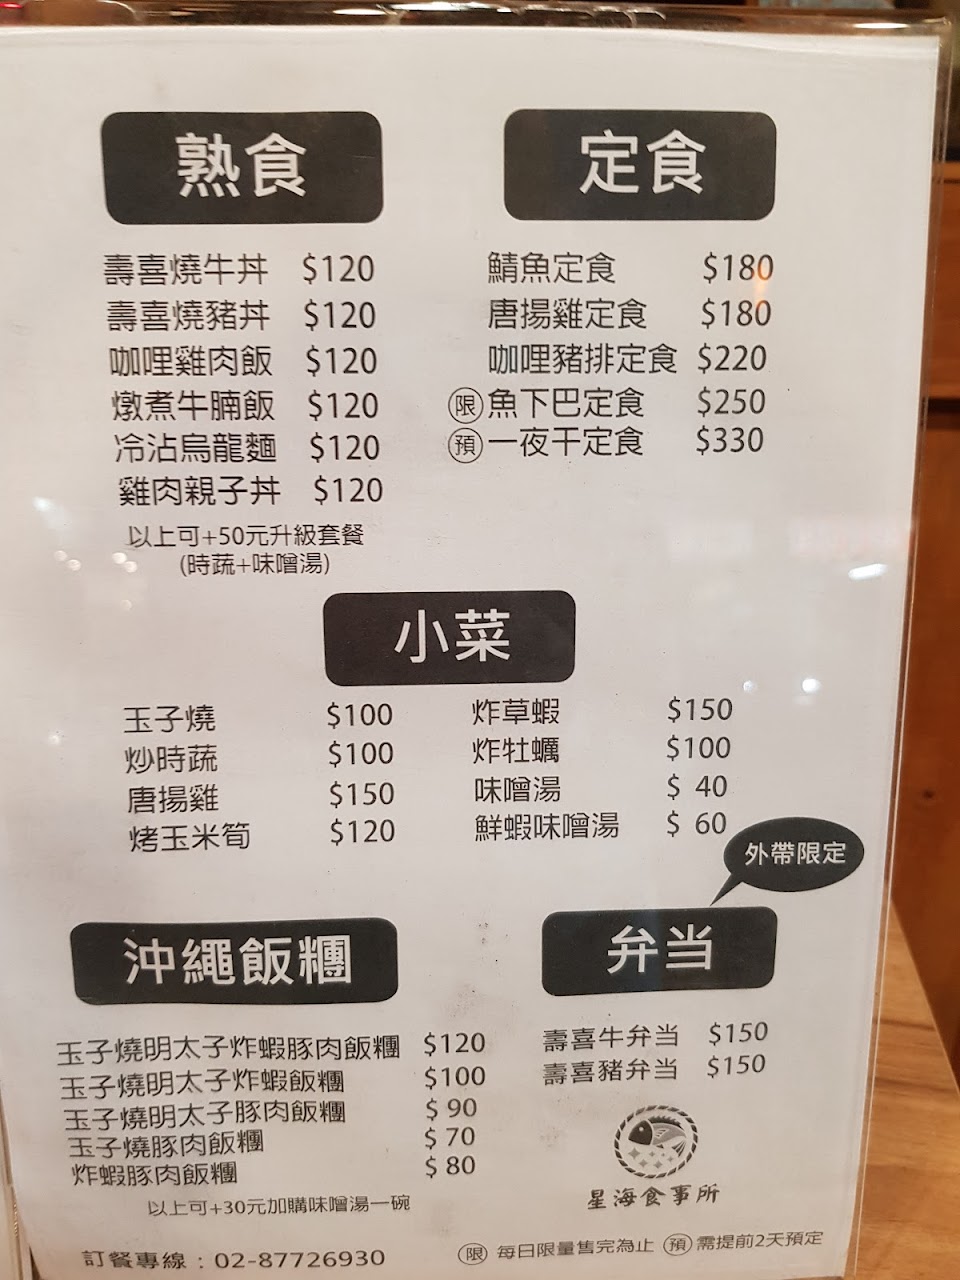 熟食
壽喜燒牛丼 $120
壽喜燒豬丼 $120
咖哩雞肉飯 $120
燉煮牛腩飯 $120
冷沾烏龍麵 $120
雞肉親子丼 $120
以上可+50元升級套餐
(時蔬+味噌湯)
定食
鯖魚定食 $180
唐揚雞定食 $180
咖哩豬排定食 $220
限 魚下巴定食 $250
預 一夜干定食 $330
小菜
玉子燒 $100
炒時蔬 $100
唐揚雞 $150
烤玉米筍 $120
炸草蝦 $150
炸牡蠣 $100
味噌湯 $ 40
鮮蝦味噌湯 $ 60
沖繩飯糰
玉子燒明太子炸蝦豚肉飯糰 $120
玉子燒明太子炸蝦飯糰 $100
玉子燒明太子豚肉飯糰 $ 90
玉子燒豚肉飯糰 $ 70
炸蝦豚肉飯糰 $ 80
以上可+30元加購味噌湯一碗
外帶限定
弁当
壽喜牛弁当 $150
壽喜豬弁当 $150
星海食事所
訂餐專線：02-87726930
限 每日限量售完為止 預 需提前2天預定